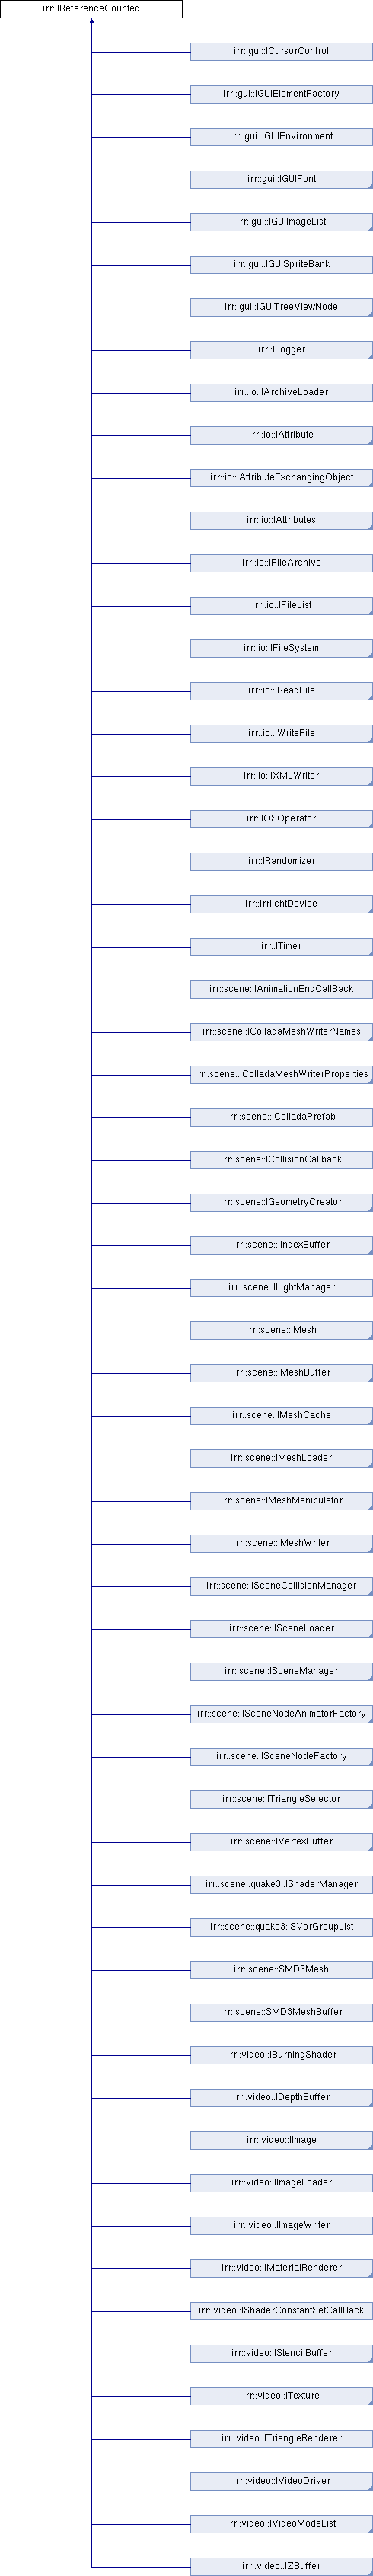 irr::IReferenceCounted
irr::gui::ICursorControl
irr::gui::IGUIElementFactory
irr::gui::IGUIEnvironment
irr::gui::IGUIFont
irr::gui::IGUIImageList
irr::gui::IGUISpriteBank
irr::gui::IGUITreeViewNode
irr::ILogger
irr::io::IArchiveLoader
irr::io::IAttribute
irr::io::IAttributeExchangingObject
irr::io::IAttributes
irr::io::IFileArchive
irr::io::IFileList
irr::io::IFileSystem
irr::io::IReadFile
irr::io::IWriteFile
irr::io::IXMLWriter
irr::IOSOperator
irr::IRandomizer
irr::IrrlichtDevice
irr::ITimer
irr::scene::IAnimationEndCallBack
irr::scene::IColladaMeshWriterNames
irr::scene::IColladaMeshWriterProperties
irr::scene::IColladaPrefab
irr::scene::ICollisionCallback
irr::scene::IGeometryCreator
irr::scene::IIndexBuffer
irr::scene::ILightManager
irr::scene::IMesh
irr::scene::IMeshBuffer
irr::scene::IMeshCache
irr::scene::IMeshLoader
irr::scene::IMeshManipulator
irr::scene::IMeshWriter
irr::scene::ISceneCollisionManager
irr::scene::ISceneLoader
irr::scene::ISceneManager
irr::scene::ISceneNodeAnimatorFactory
irr::scene::ISceneNodeFactory
irr::scene::ITriangleSelector
irr::scene::IVertexBuffer
irr::scene::quake3::IShaderManager
irr::scene::quake3::SVarGroupList
irr::scene::SMD3Mesh
irr::scene::SMD3MeshBuffer
irr::video::IBurningShader
irr::video::IDepthBuffer
irr::video::IImage
irr::video::IImageLoader
irr::video::IImageWriter
irr::video::IMaterialRenderer
irr::video::IShaderConstantSetCallBack
irr::video::IStencilBuffer
irr::video::ITexture
irr::video::ITriangleRenderer
irr::video::IVideoDriver
irr::video::IVideoModeList
irr::video::IZBuffer